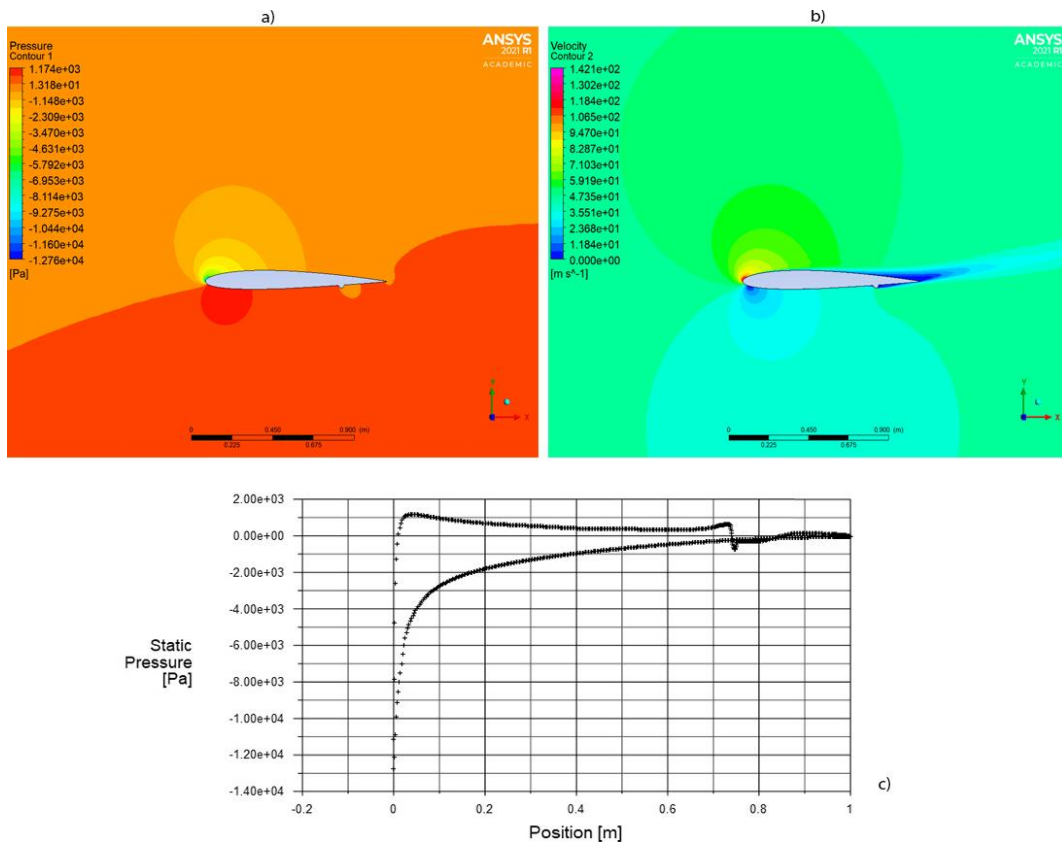 a)
Pressure
Contour 1
1.174e+03
1.318e+01
-1.148e+03
-2.309e+03
-3.470e+03
-4.631e+03
-5.792e+03
-6.953e+03
-8.114e+03
-9.275e+03
-1.044e+04
-1.160e+04
-1.276e+04
[Pa]
ANSYS
2021 R1
ACADEMIC
Y
X
0 0.450 0.900 (m)
0.225 0.675
b)
Velocity
Contour 2
1.421e+02
1.302e+02
1.184e+02
1.065e+02
9.470e+01
8.287e+01
7.103e+01
5.919e+01
4.735e+01
3.551e+01
2.368e+01
1.184e+01
0.000e+00
[m s^-1]
ANSYS
2021 R1
ACADEMIC
Y
X
0 0.450 0.900 (m)
0.225 0.675
2.00e+03
0.00e+00
-2.00e+03
-4.00e+03
-6.00e+03
-8.00e+03
-1.00e+04
-1.20e+04
-1.40e+04
Static
Pressure
[Pa]
-0.2 0 0.2 0.4 0.6 0.8 1
Position [m]
c)